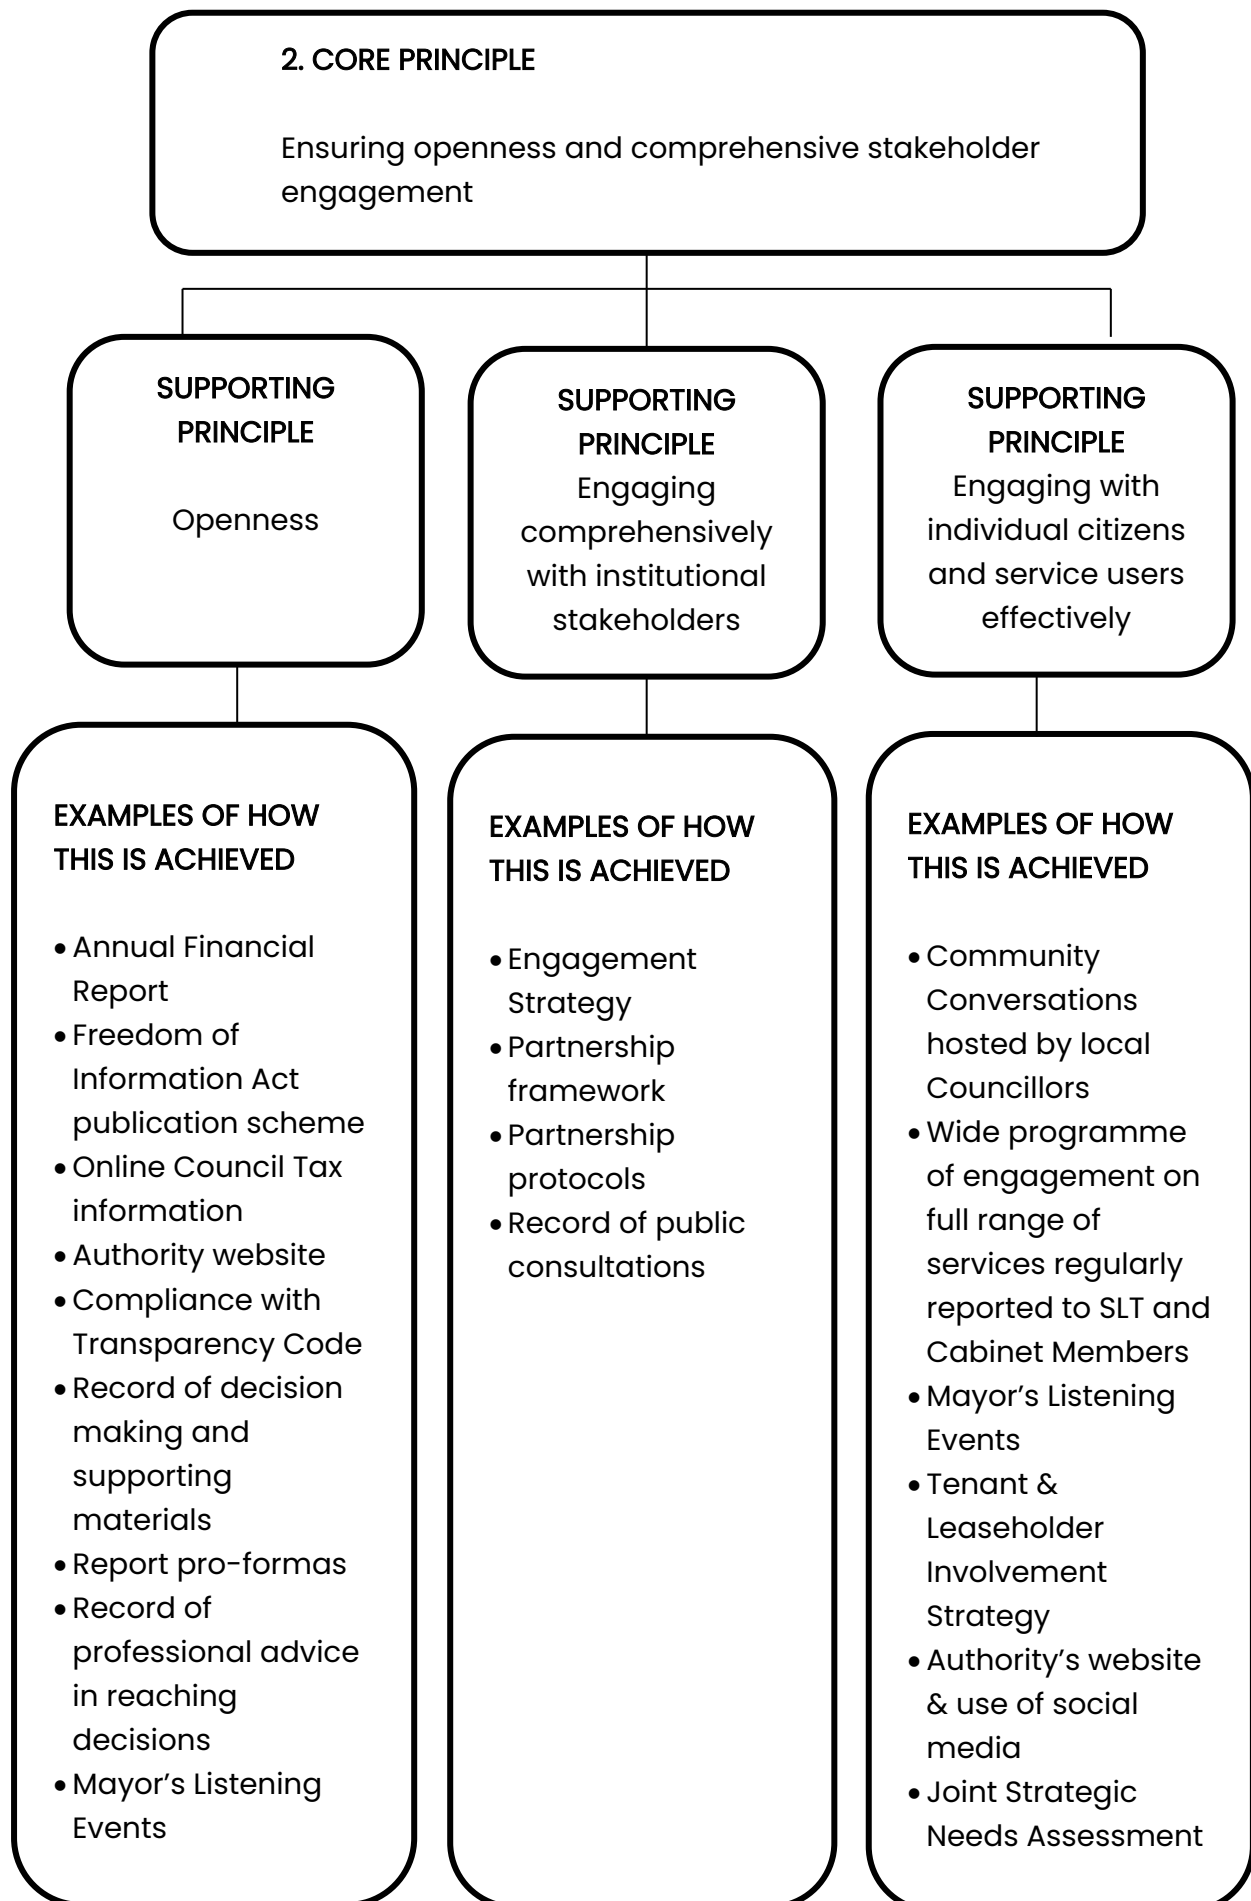 2. CORE PRINCIPLE
Ensuring openness and comprehensive stakeholder
engagement
SUPPORTING
PRINCIPLE
Openness
SUPPORTING
PRINCIPLE
Engaging
comprehensively
with institutional
stakeholders
SUPPORTING
PRINCIPLE
Engaging with
individual citizens
and service users
effectively
EXAMPLES OF HOW
THIS IS ACHIEVED
• Annual Financial
Report
• Freedom of
Information Act
publication scheme
• Online Council Tax
information
• Authority website
• Compliance with
Transparency Code
• Record of decision
making and
supporting
materials
• Report pro-formas
• Record of
professional advice
in reaching
decisions
• Mayor’s Listening
Events
EXAMPLES OF HOW
THIS IS ACHIEVED
• Engagement
Strategy
• Partnership
framework
• Partnership
protocols
• Record of public
consultations
EXAMPLES OF HOW
THIS IS ACHIEVED
• Community
Conversations
hosted by local
Councillors
• Wide programme
of engagement on
full range of
services regularly
reported to SLT and
Cabinet Members
• Mayor’s Listening
Events
• Tenant &
Leaseholder
Involvement
Strategy
• Authority’s website
& use of social
media
• Joint Strategic
Needs Assessment